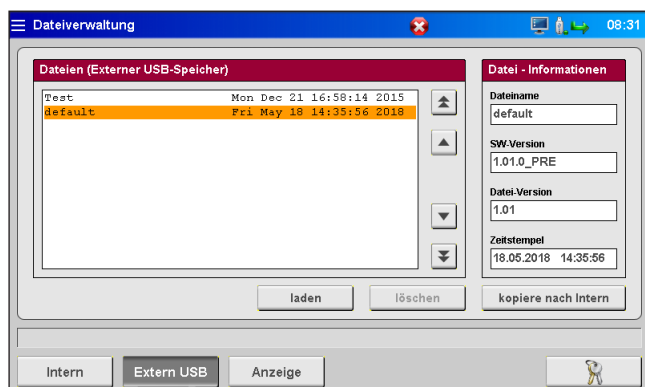 Dateiverwaltung 08:31
Dateien (Externer USB-Speicher)
Test Mon Dec 21 16:58:14 2015
default Fri May 18 14:35:56 2018
Datei - Informationen
Dateiname
default
SW-Version
1.01.0_PRE
Datei-Version
1.01
Zeitstempel
18.05.2018 14:35:56
laden löschen kopiere nach Intern
Intern Extern USB Anzeige